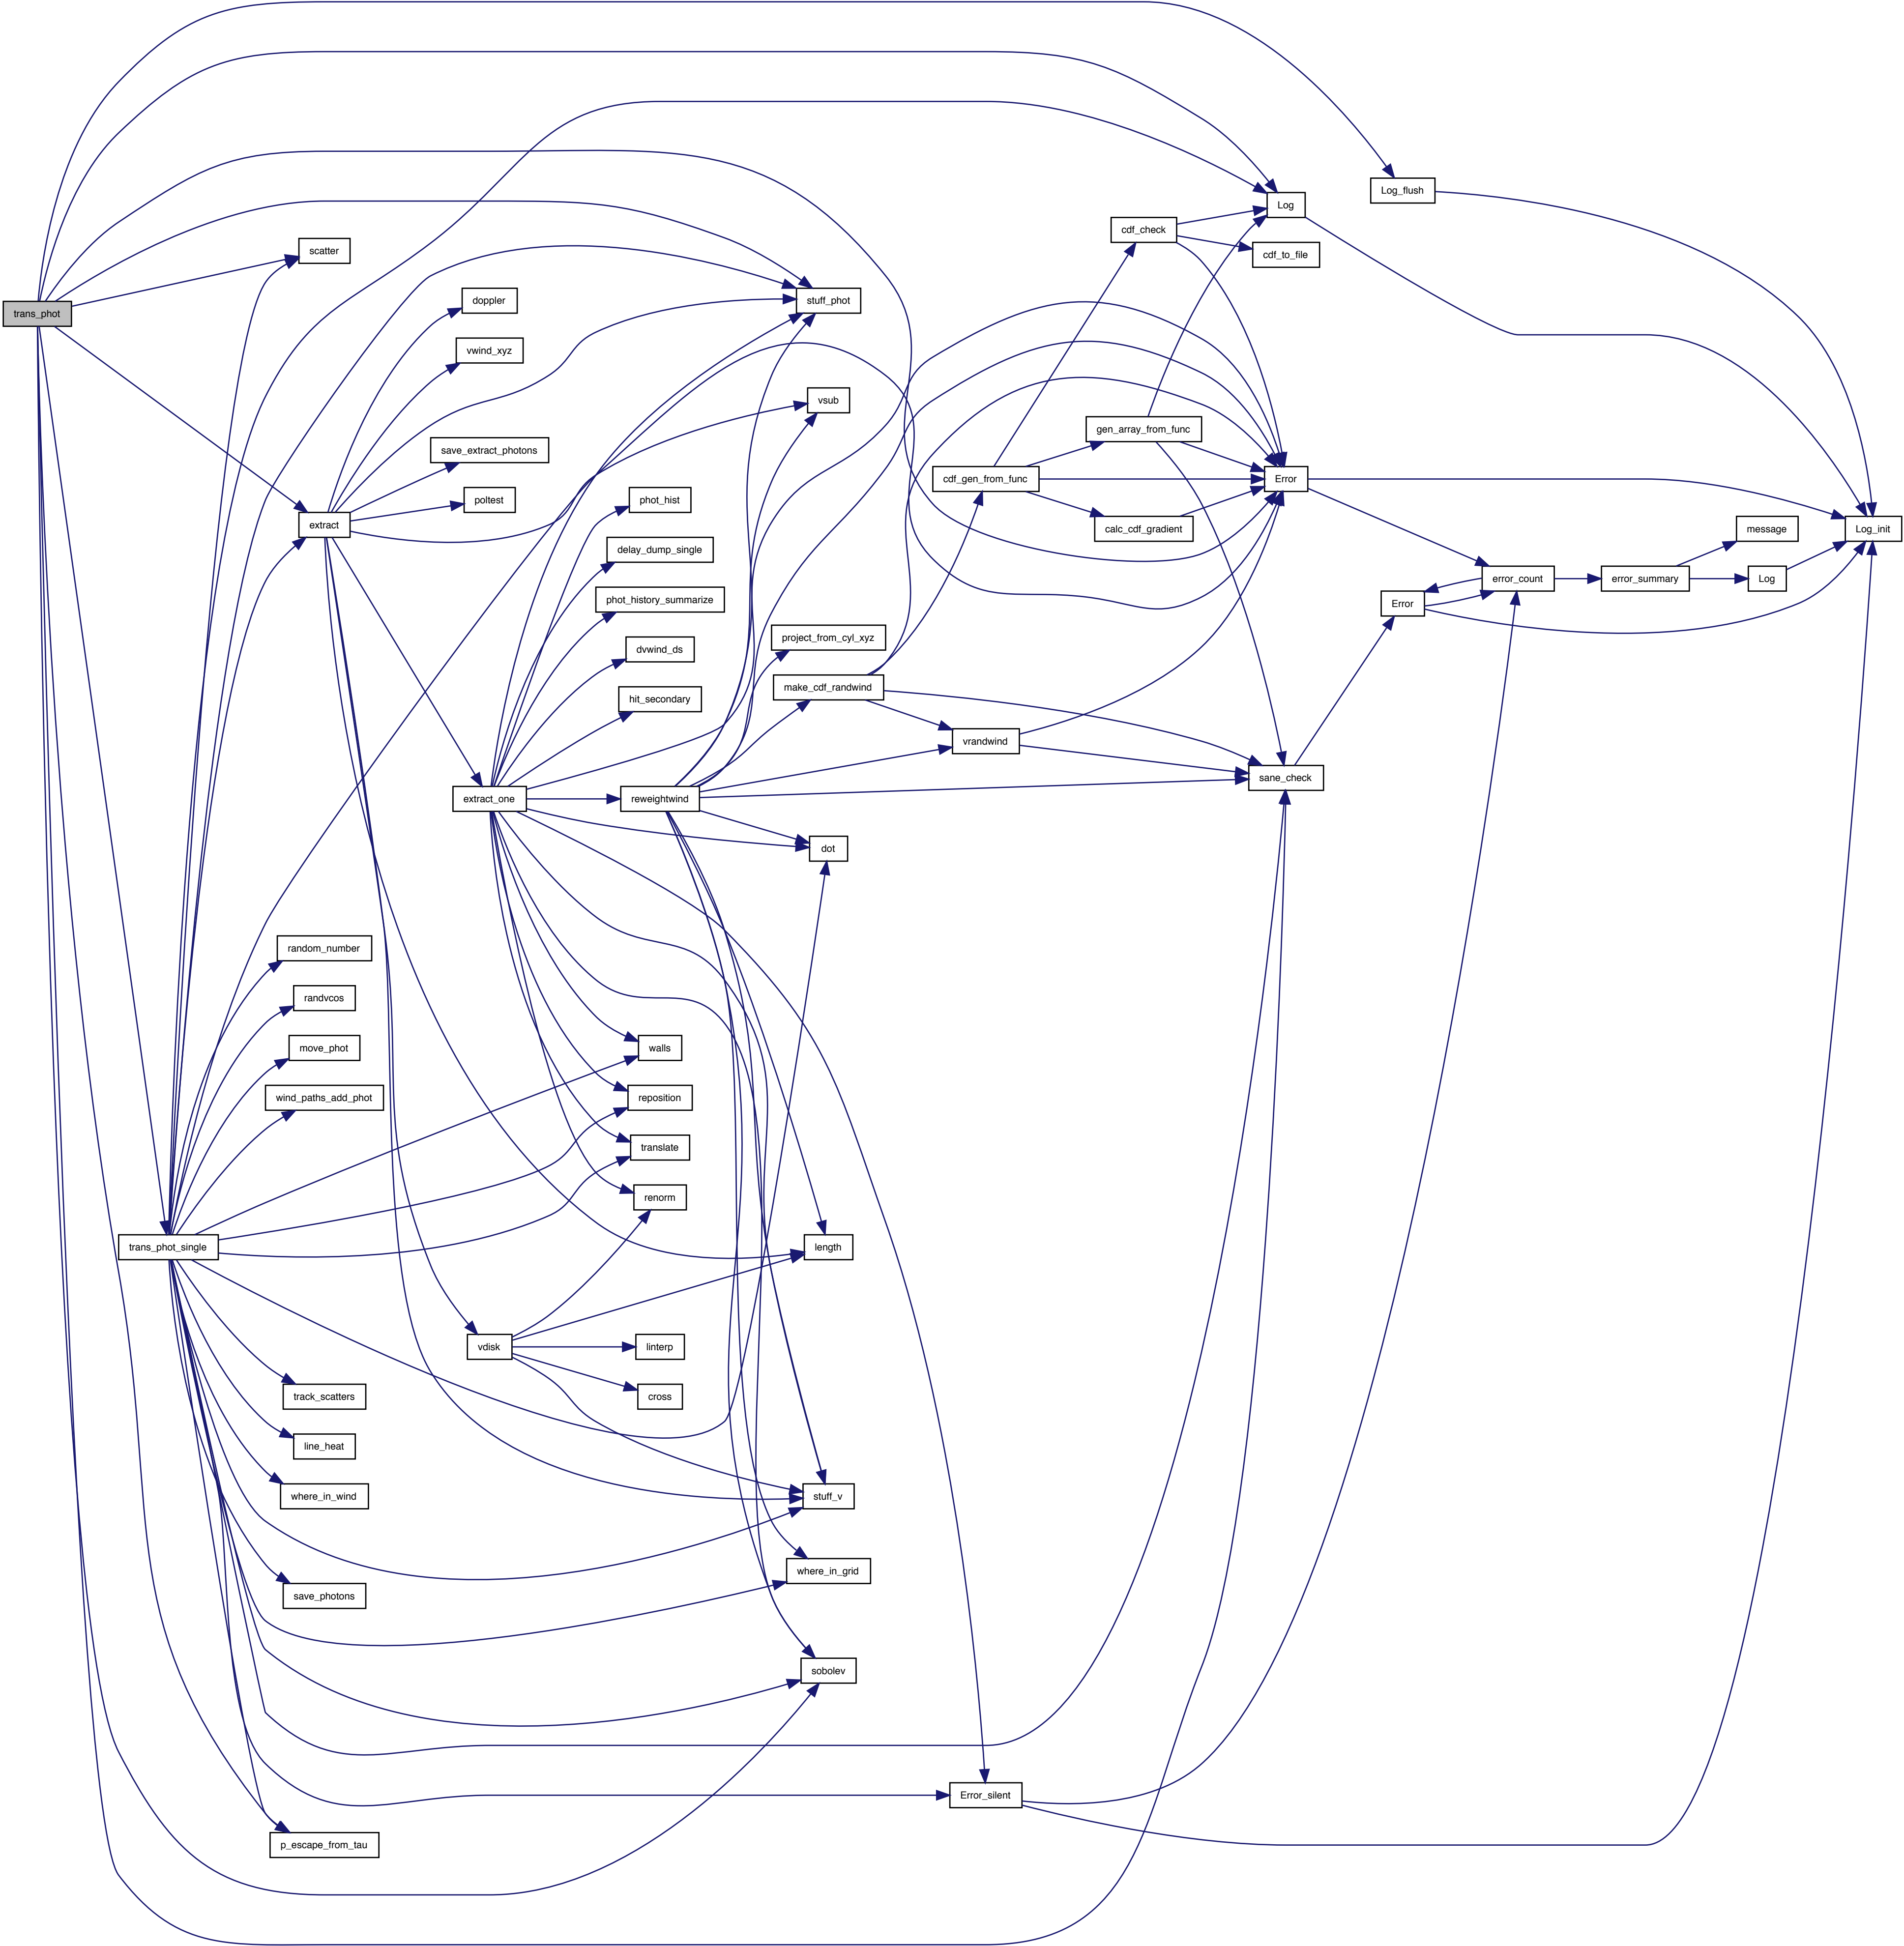 Log_flush
Log
cdf_check
scatter
cdf_to_file
doppler
stuff_phot
trans_phot
vwind_xyz
vsub
gen_array_from_func
save_extract_photons
cdf_gen_from_func
Error
poltest
phot_hist
extract
calc_cdf_gradient
message
Log_init
delay_dump_single
error_count
error_summary
Log
phot_history_summarize
Error
project_from_cyl_xyz
dvwind_ds
make_cdf_randwind
hit_secondary
vrandwind
sane_check
extract_one
reweightwind
dot
random_number
randvcos
move_phot
walls
wind_paths_add_phot
reposition
translate
renorm
trans_phot_single
length
vdisk
linterp
track_scatters
cross
line_heat
where_in_wind
stuff_v
where_in_grid
save_photons
sobolev
Error_silent
p_escape_from_tau